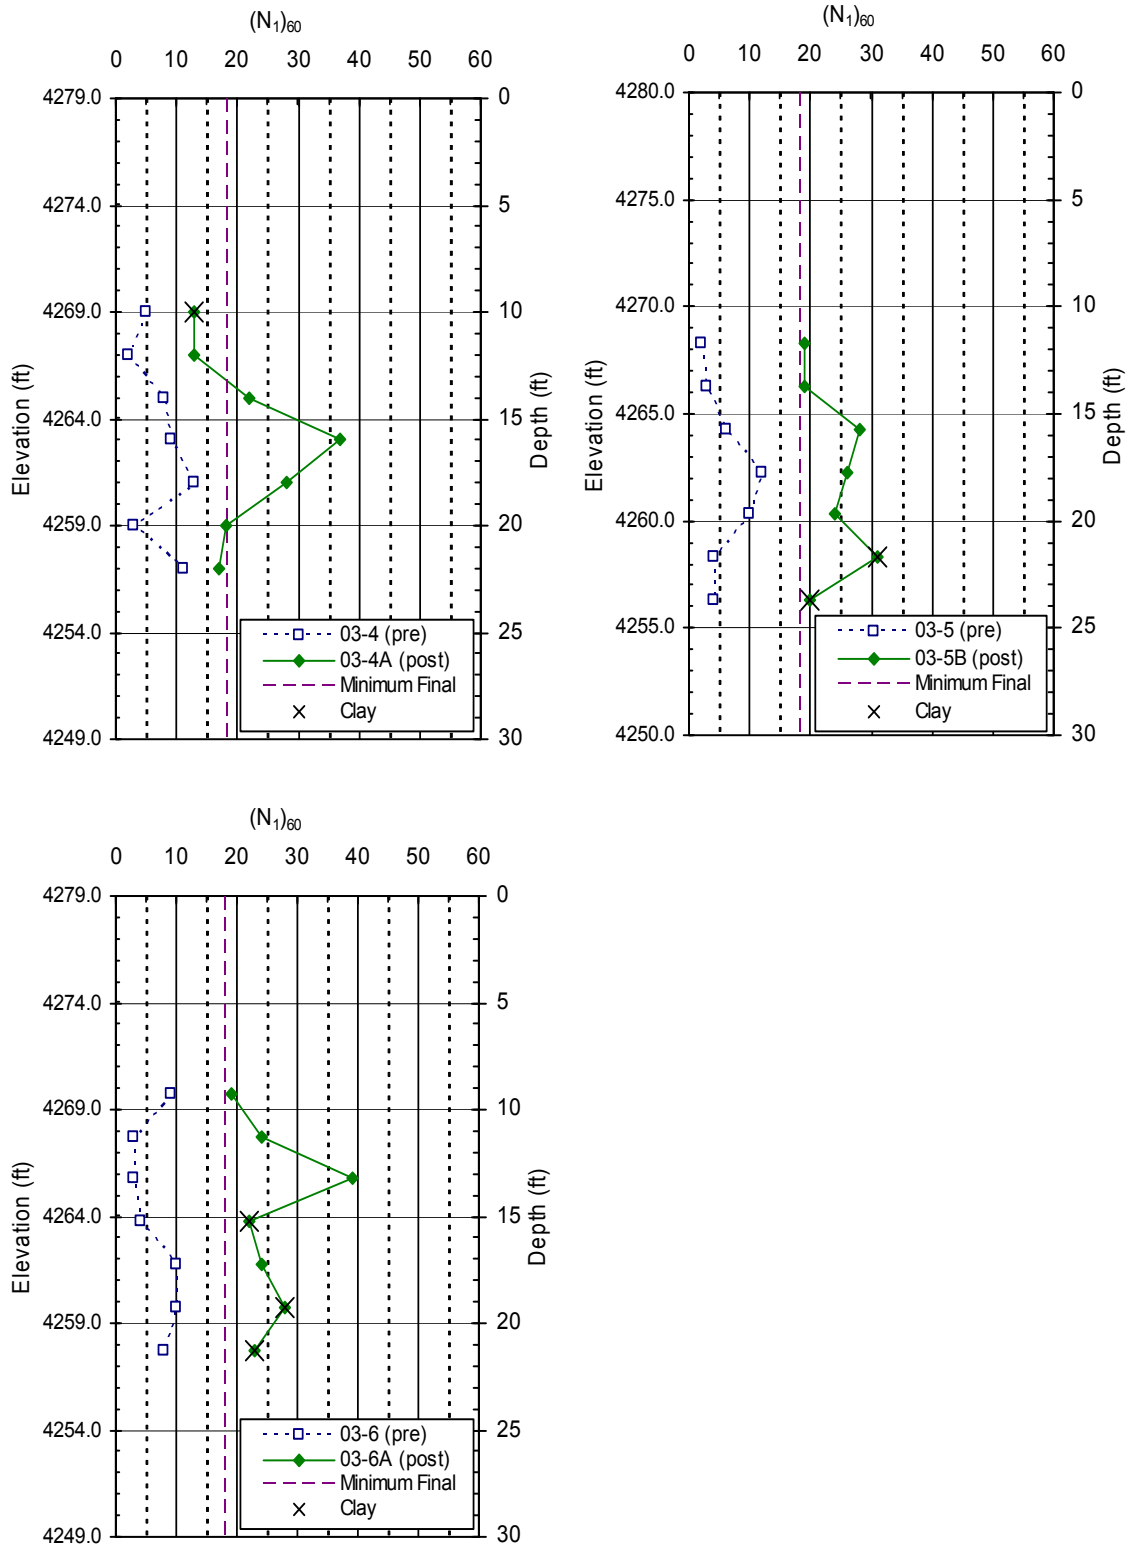 (N₁)₆₀
0 10 20 30 40 50 60
4279.0 0
4274.0 5
4269.0 10
4264.0 15
4259.0 20
4254.0 25
4249.0 30
Elevation (ft)
Depth (ft)
03-4 (pre)
03-4A (post)
Minimum Final
Clay
(N₁)₆₀
0 10 20 30 40 50 60
4280.0 0
4275.0 5
4270.0 10
4265.0 15
4260.0 20
4255.0 25
4250.0 30
Elevation (ft)
Depth (ft)
03-5 (pre)
03-5B (post)
Minimum Final
Clay
(N₁)₆₀
0 10 20 30 40 50 60
4279.0 0
4274.0 5
4269.0 10
4264.0 15
4259.0 20
4254.0 25
4249.0 30
Elevation (ft)
Depth (ft)
03-6 (pre)
03-6A (post)
Minimum Final
Clay